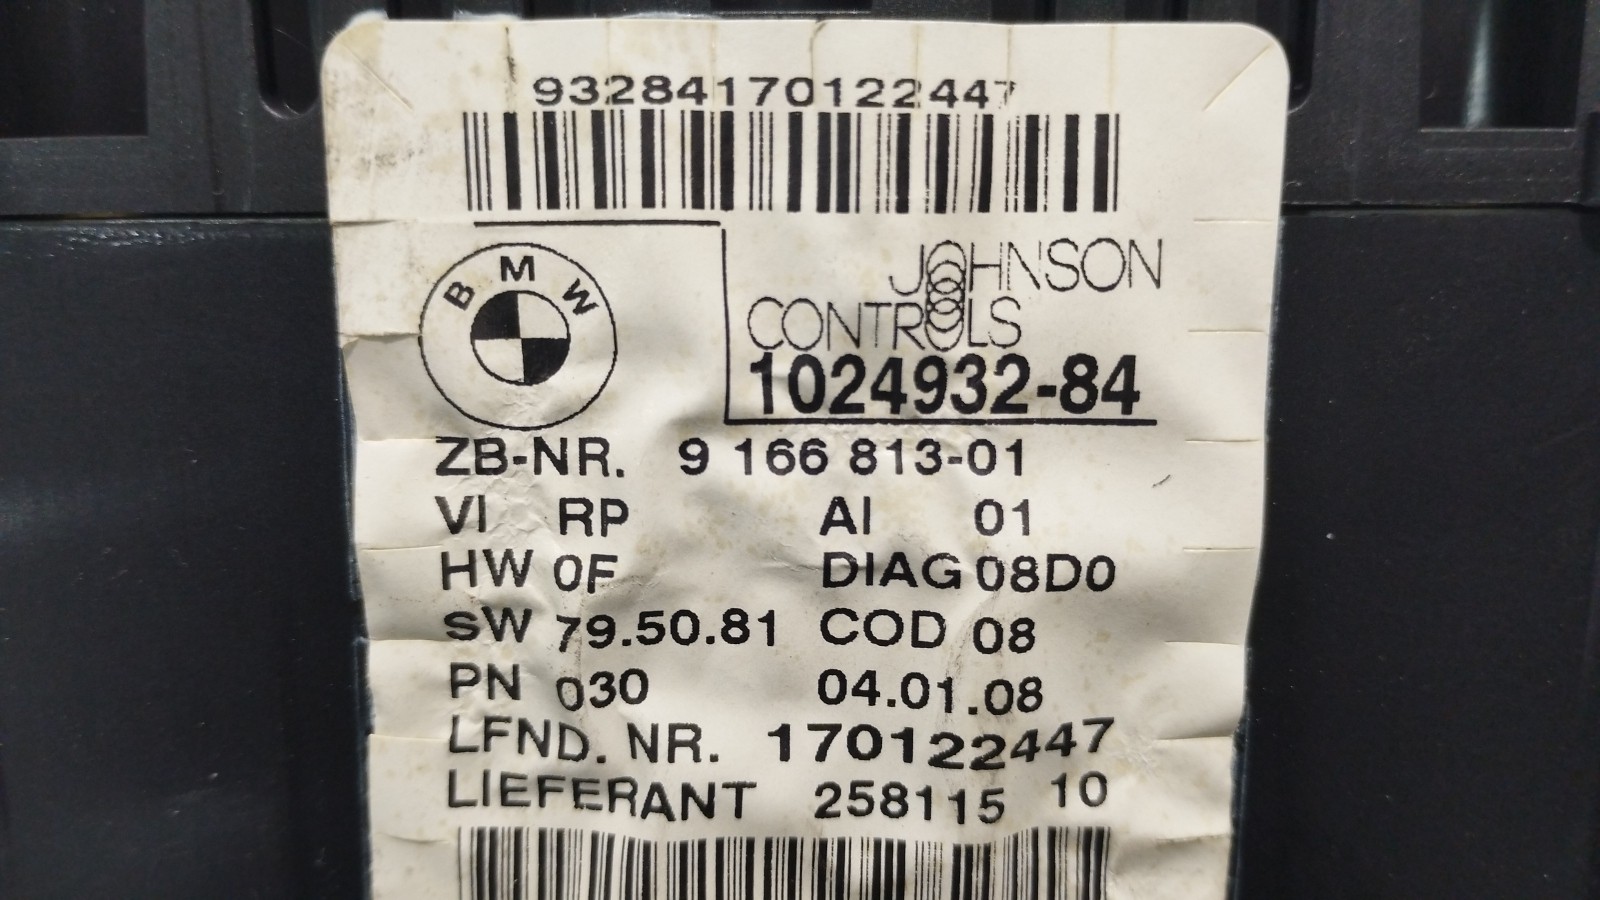 93284170122447
BMW
JOHNSON
CONTROLS
1024932-84
ZB-NR. 9 166 813-01
VI RP AI 01
HW 0F DIAG 08D0
SW 79.50.81 COD 08
PN 030 04.01.08
LFND. NR. 170122447
LIEFERANT 258115 10